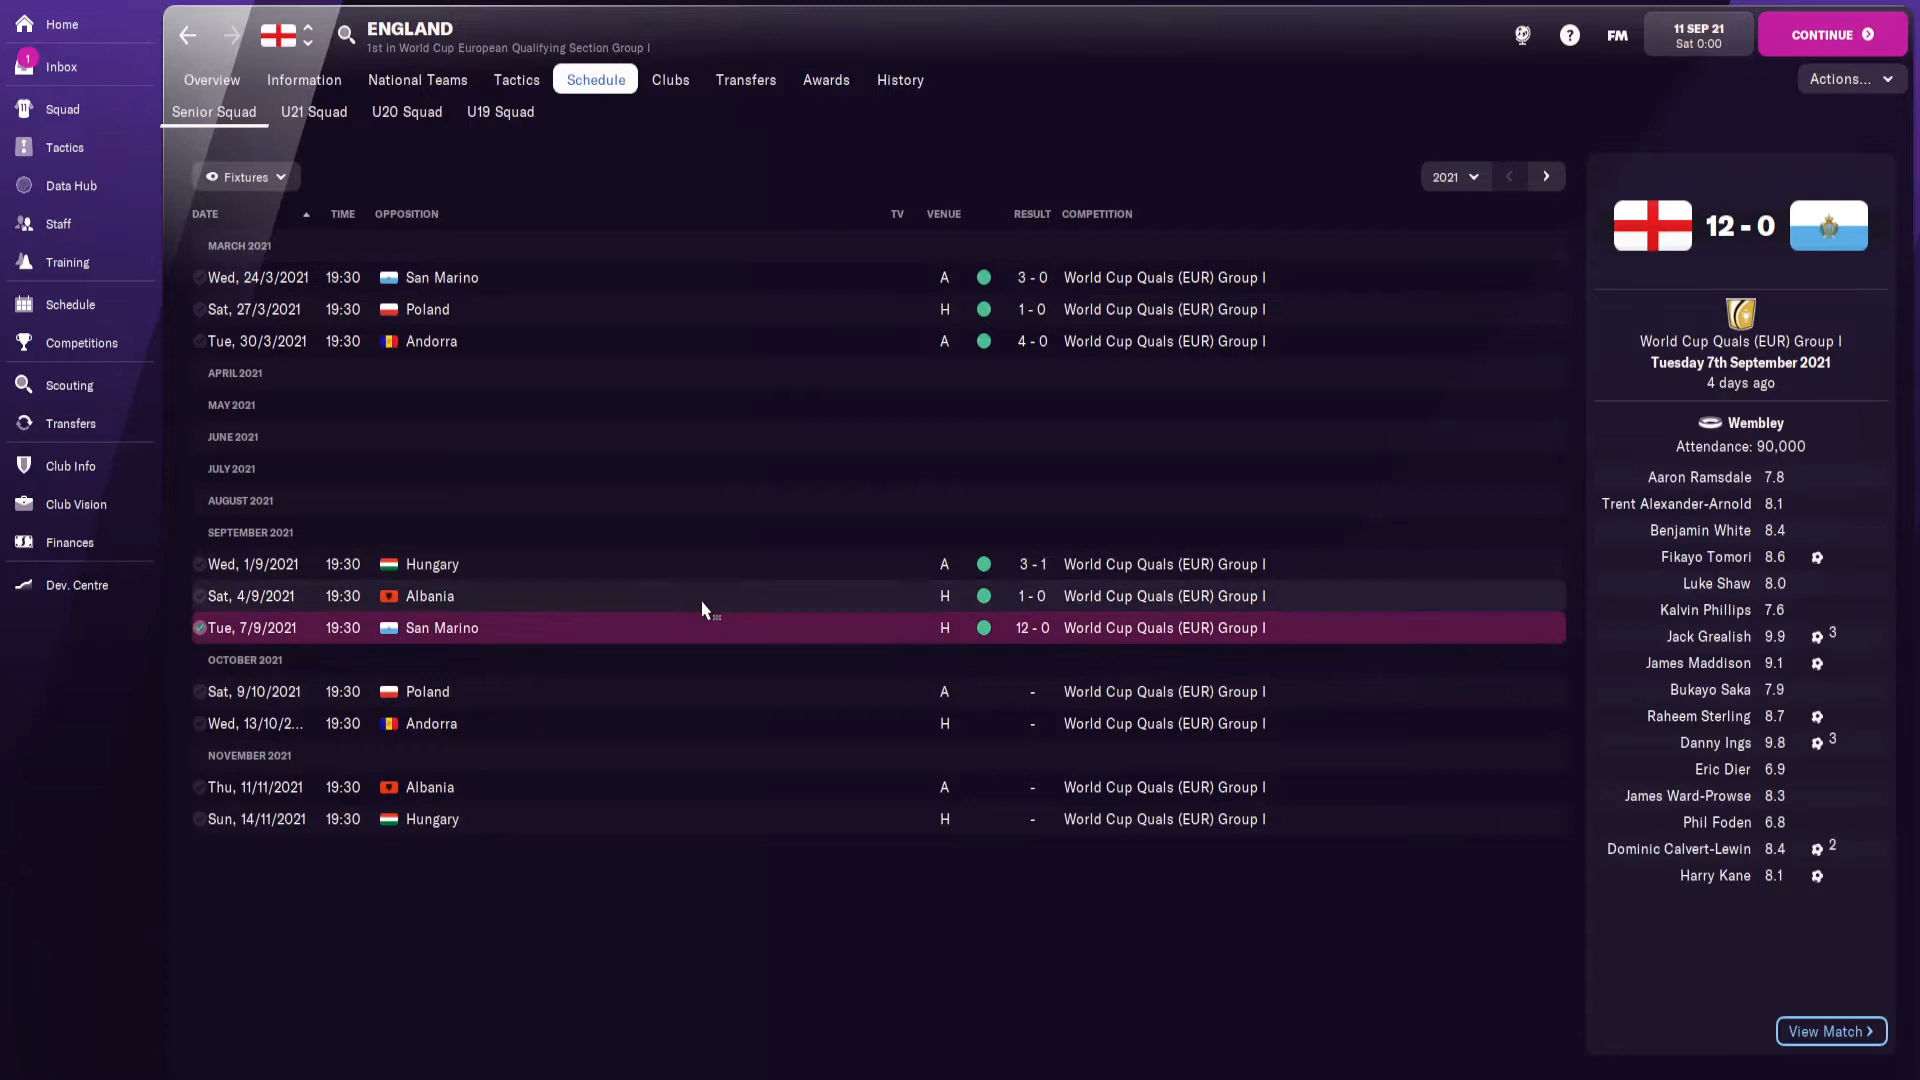 Home
1
Inbox
Squad
Tactics
Data Hub
Staff
Training
Schedule
Competitions
Scouting
Transfers
Club Info
Club Vision
Finances
Dev. Centre
ENGLAND
1st in World Cup European Qualifying Section Group I
? FM 11 SEP 21
Sat 0:00
CONTINUE
Overview Information National Teams Tactics Schedule Clubs Transfers Awards History
Actions...
Senior Squad U21 Squad U20 Squad U19 Squad
Fixtures 2021
DATE TIME OPPOSITION TV VENUE RESULT COMPETITION
MARCH 2021
Wed, 24/3/2021 19:30 San Marino A 3 - 0 World Cup Quals (EUR) Group I
Sat, 27/3/2021 19:30 Poland H 1 - 0 World Cup Quals (EUR) Group I
Tue, 30/3/2021 19:30 Andorra A 4 - 0 World Cup Quals (EUR) Group I
APRIL 2021
MAY 2021
JUNE 2021
JULY 2021
AUGUST 2021
SEPTEMBER 2021
Wed, 1/9/2021 19:30 Hungary A 3 - 1 World Cup Quals (EUR) Group I
Sat, 4/9/2021 19:30 Albania H 1 - 0 World Cup Quals (EUR) Group I
Tue, 7/9/2021 19:30 San Marino H 12 - 0 World Cup Quals (EUR) Group I
OCTOBER 2021
Sat, 9/10/2021 19:30 Poland A - World Cup Quals (EUR) Group I
Wed, 13/10/2... 19:30 Andorra H - World Cup Quals (EUR) Group I
NOVEMBER 2021
Thu, 11/11/2021 19:30 Albania A - World Cup Quals (EUR) Group I
Sun, 14/11/2021 19:30 Hungary H - World Cup Quals (EUR) Group I
12 - 0
World Cup Quals (EUR) Group I
Tuesday 7th September 2021
4 days ago
Wembley
Attendance: 90,000
Aaron Ramsdale 7.8
Trent Alexander-Arnold 8.1
Benjamin White 8.4
Fikayo Tomori 8.6
Luke Shaw 8.0
Kalvin Phillips 7.6
Jack Grealish 9.9 3
James Maddison 9.1
Bukayo Saka 7.9
Raheem Sterling 8.7
Danny Ings 9.8 3
Eric Dier 6.9
James Ward-Prowse 8.3
Phil Foden 6.8
Dominic Calvert-Lewin 8.4 2
Harry Kane 8.1
View Match